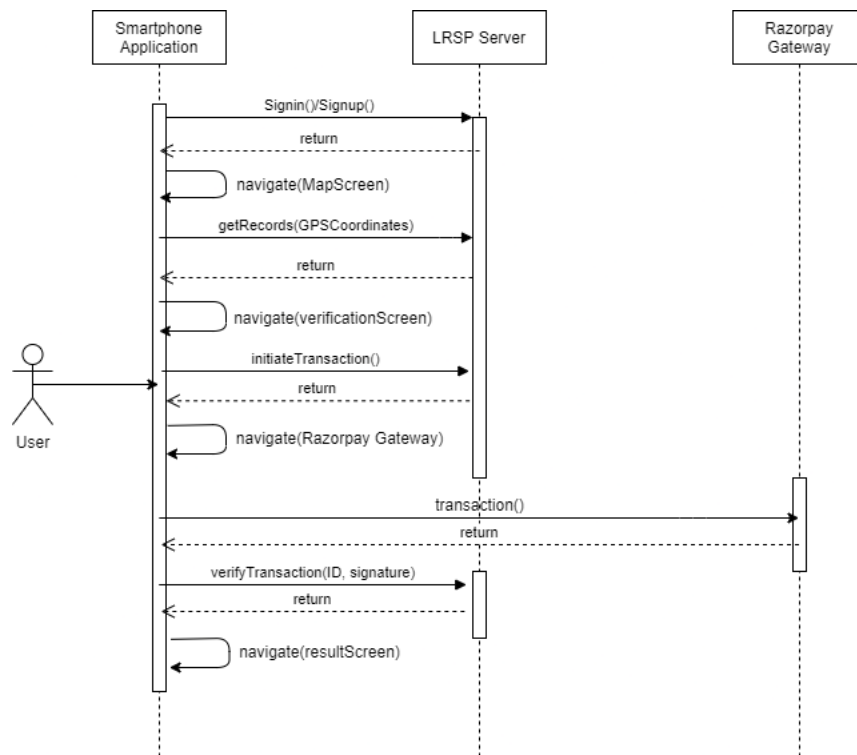 Smartphone
Application
LRSP Server
Razorpay
Gateway
Signin()/Signup()
return
navigate(MapScreen)
getRecords(GPSCoordinates)
return
navigate(verificationScreen)
initiateTransaction()
return
User
navigate(Razorpay Gateway)
transaction()
return
verifyTransaction(ID, signature)
return
navigate(resultScreen)